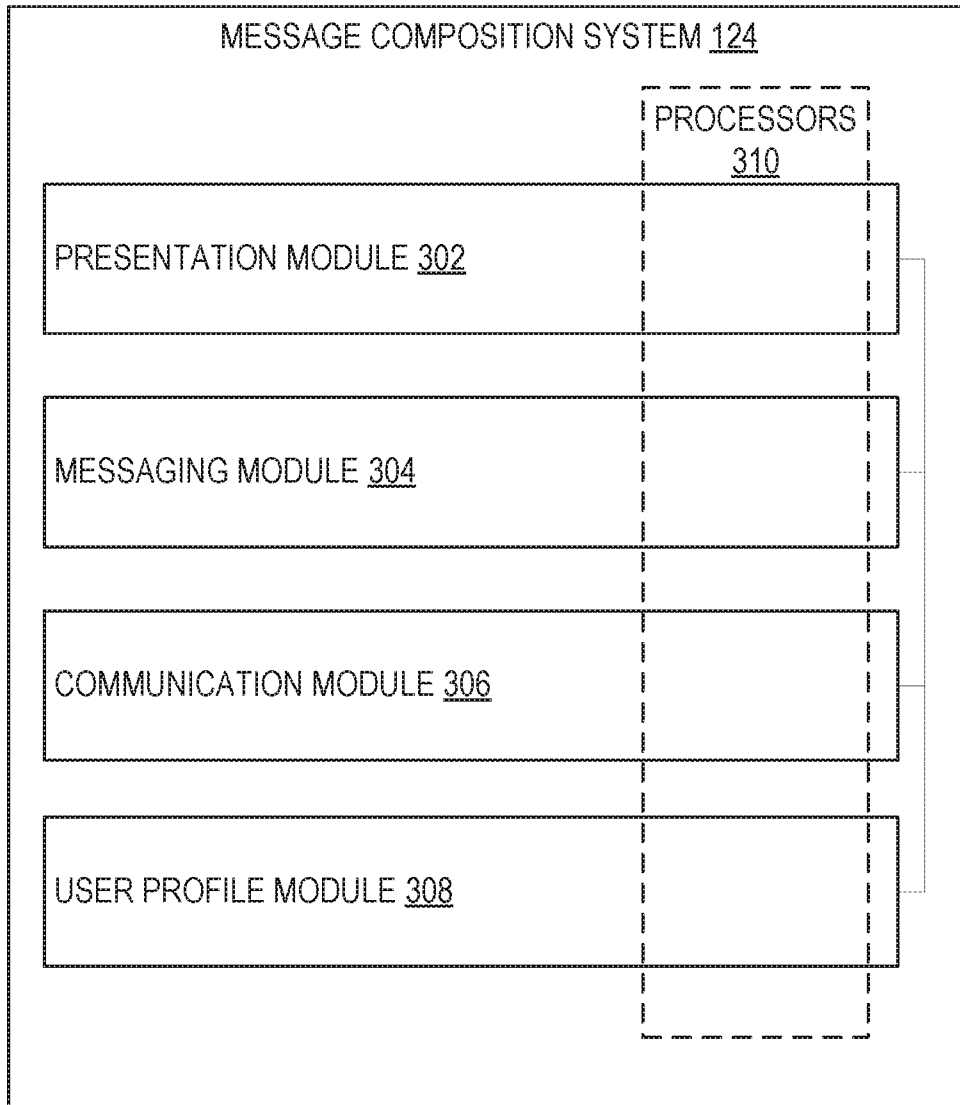 MESSAGE COMPOSITION SYSTEM 124
PROCESSORS
310
PRESENTATION MODULE 302
MESSAGING MODULE 304
COMMUNICATION MODULE 306
USER PROFILE MODULE 308